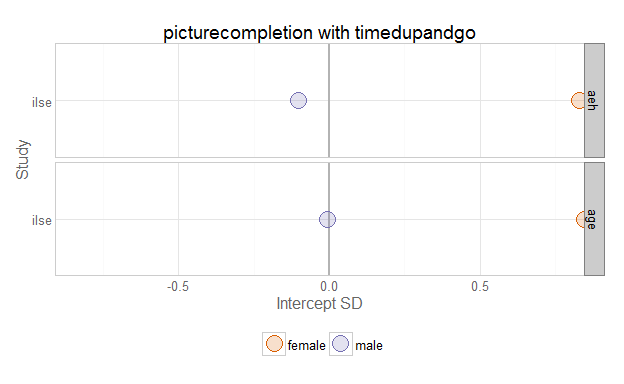 picturecompletion with timedupandgo
Study
ilse
aeh
ilse
age
-0.5
0.0
0.5
Intercept SD
female
male